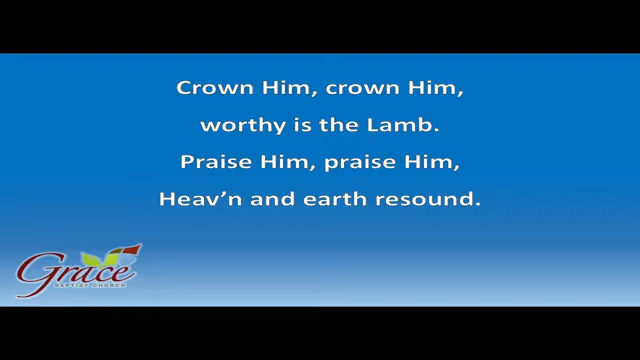 Crown Him, crown Him,
worthy is the Lamb.
Praise Him, praise Him,
Heav’n and earth resound.
Grace
BAPTIST CHURCH